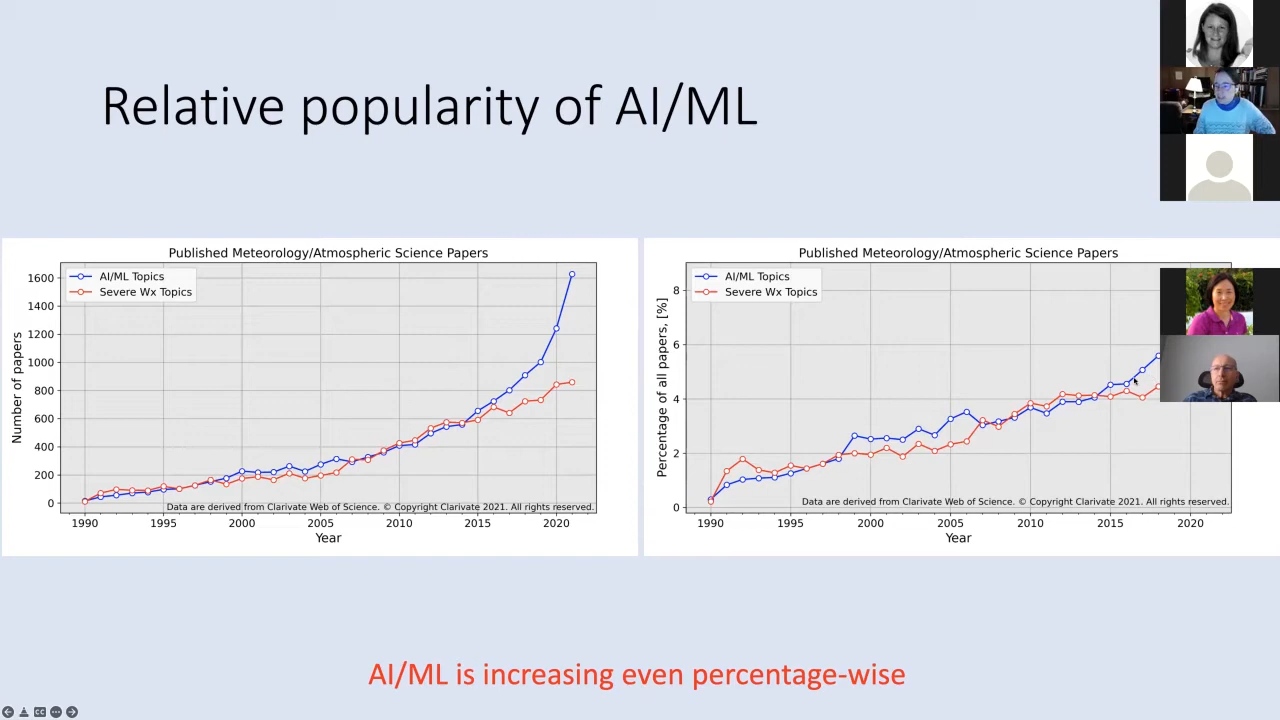 Relative popularity of AI/ML
Published Meteorology/Atmospheric Science Papers
AI/ML Topics
Severe Wx Topics
Number of papers
1600
1400
1200
1000
800
600
400
200
0
Data are derived from Clarivate Web of Science. © Copyright Clarivate 2021. All rights reserved.
1990 1995 2000 2005 2010 2015 2020
Year
Published Meteorology/Atmospheric Science Papers
AI/ML Topics
Severe Wx Topics
Percentage of all papers, [%]
8
6
4
2
0
Data are derived from Clarivate Web of Science. © Copyright Clarivate 2021. All rights reserved.
1990 1995 2000 2005 2010 2015 2020
Year
AI/ML is increasing even percentage-wise
CC